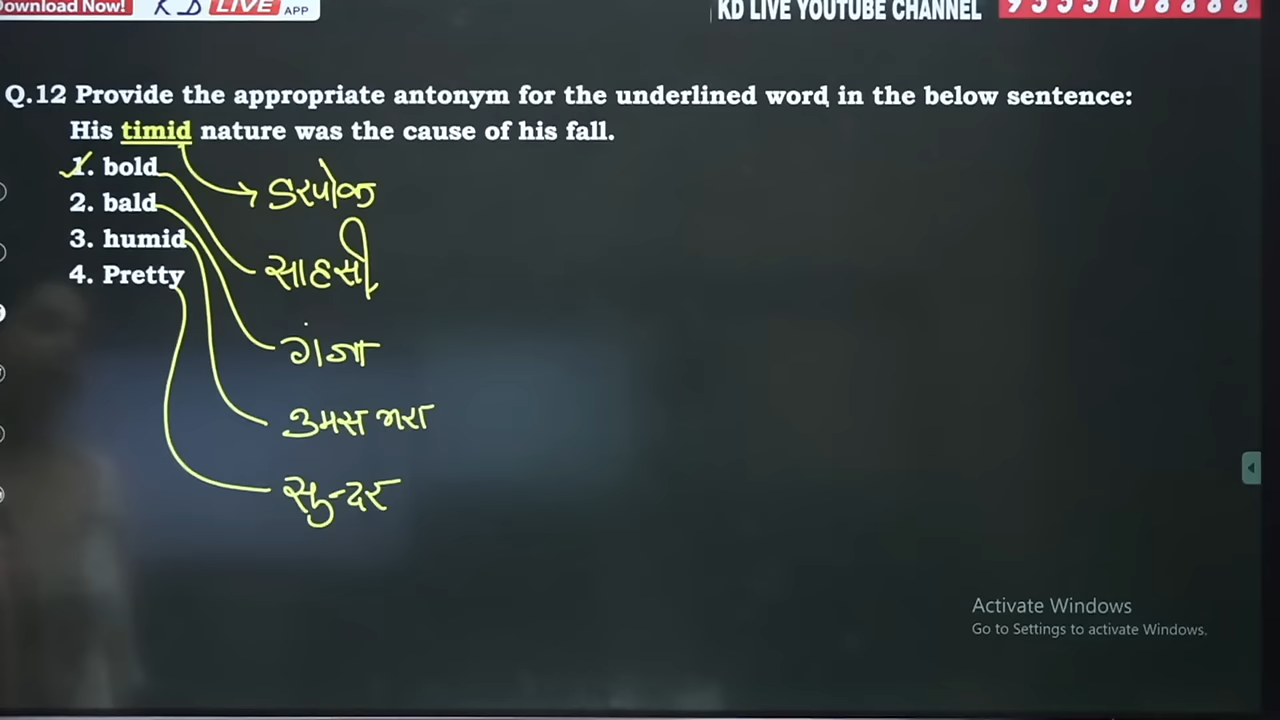 Download Now! KD LIVE APP
KD LIVE YOUTUBE CHANNEL
Q.12 Provide the appropriate antonym for the underlined word in the below sentence:
His timid nature was the cause of his fall.
1. bold
डरपोक
2. bald
3. humid
साहसी
4. Pretty
गंजा
उमस भरा
सुन्दर
Activate Windows
Go to Settings to activate Windows.